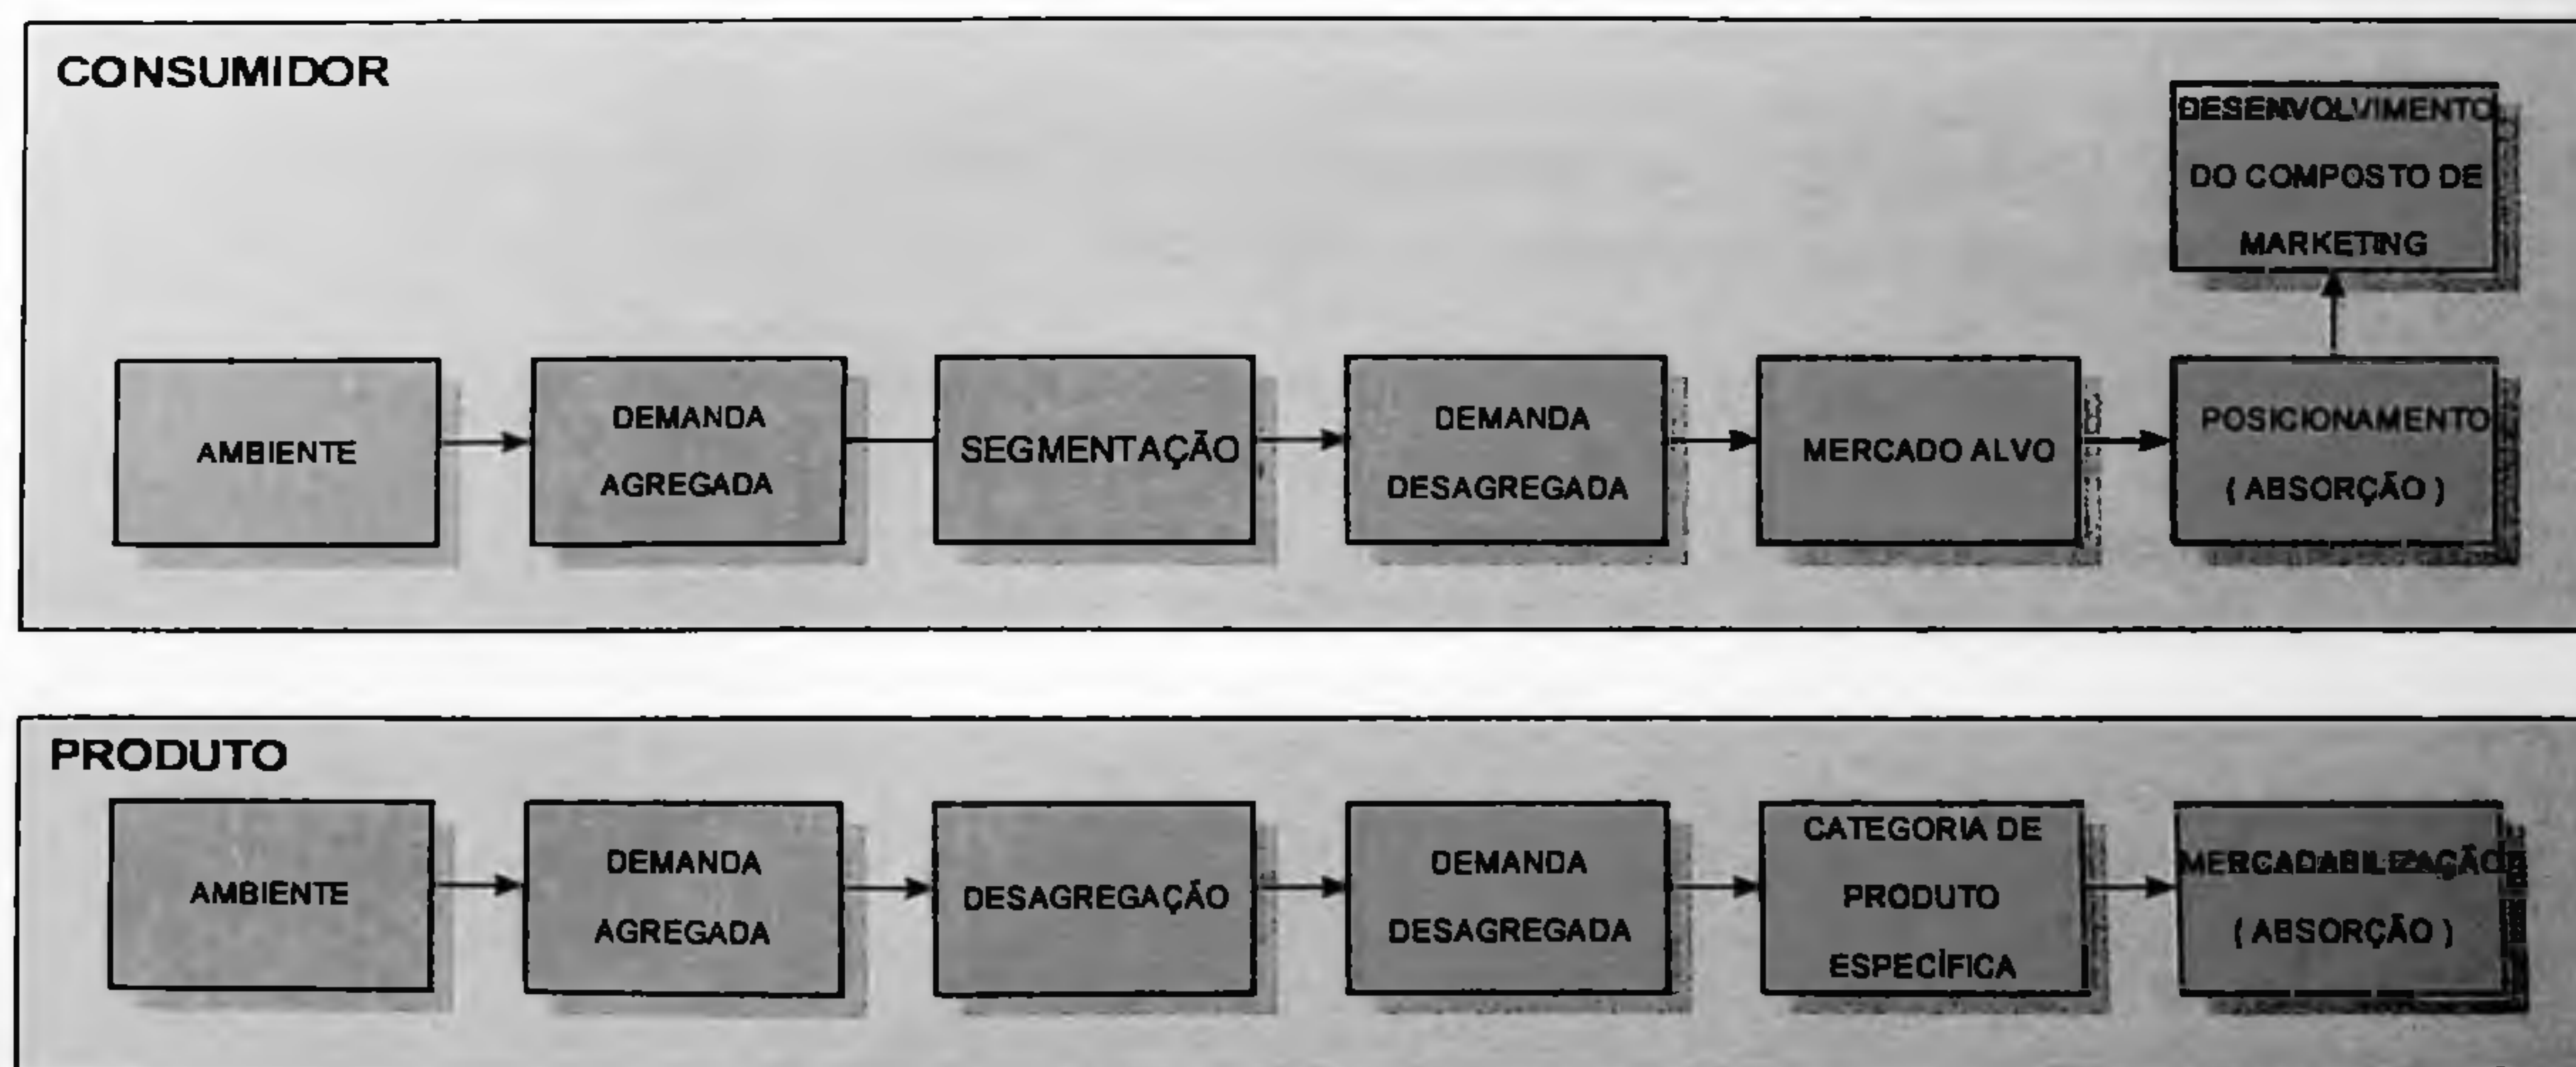 CONSUMIDOR
DESENVOLVIMENTO
DO COMPOSTO DE
MARKETING
AMBIENTE
DEMANDA
AGREGADA
SEGMENTAÇÃO
DEMANDA
DESAGREGADA
MERCADO ALVO
POSICIONAMENTO
( ABSORÇÃO )
PRODUTO
AMBIENTE
DEMANDA
AGREGADA
DESAGREGAÇÃO
DEMANDA
DESAGREGADA
CATEGORIA DE
PRODUTO
ESPECÍFICA
MERCADABILIZAÇÃO
( ABSORÇÃO )